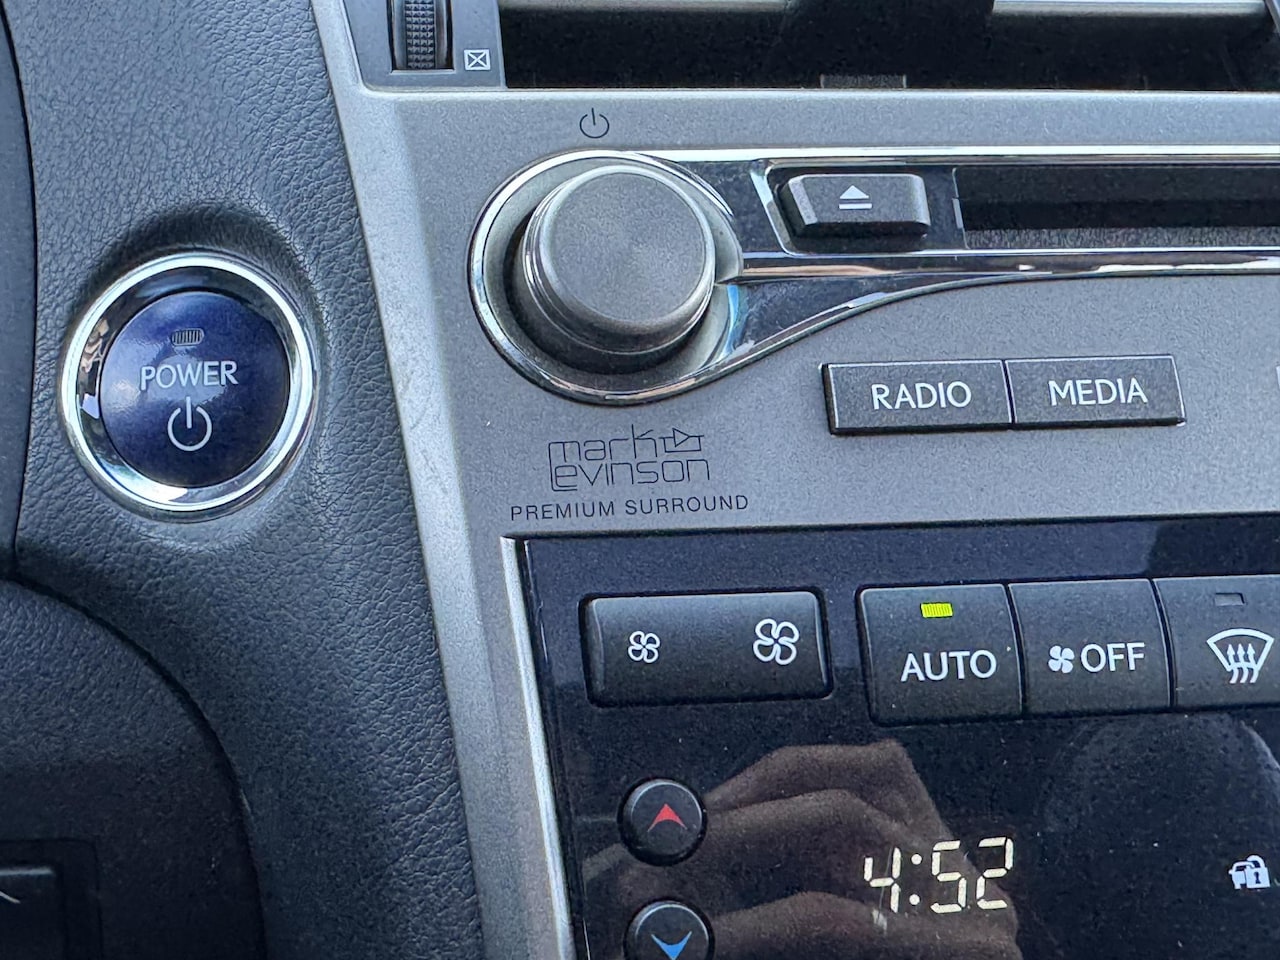 POWER
RADIO
MEDIA
mark
Levinson
PREMIUM SURROUND
AUTO
OFF
4:52